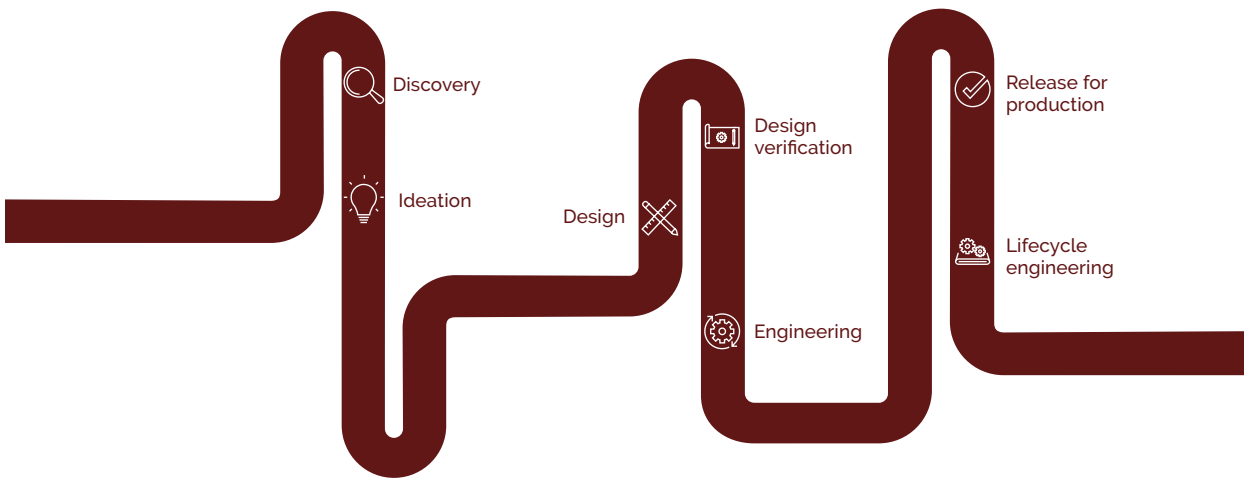 Discovery
Ideation
Design
Design
verification
Engineering
Release for
production
Lifecycle
engineering